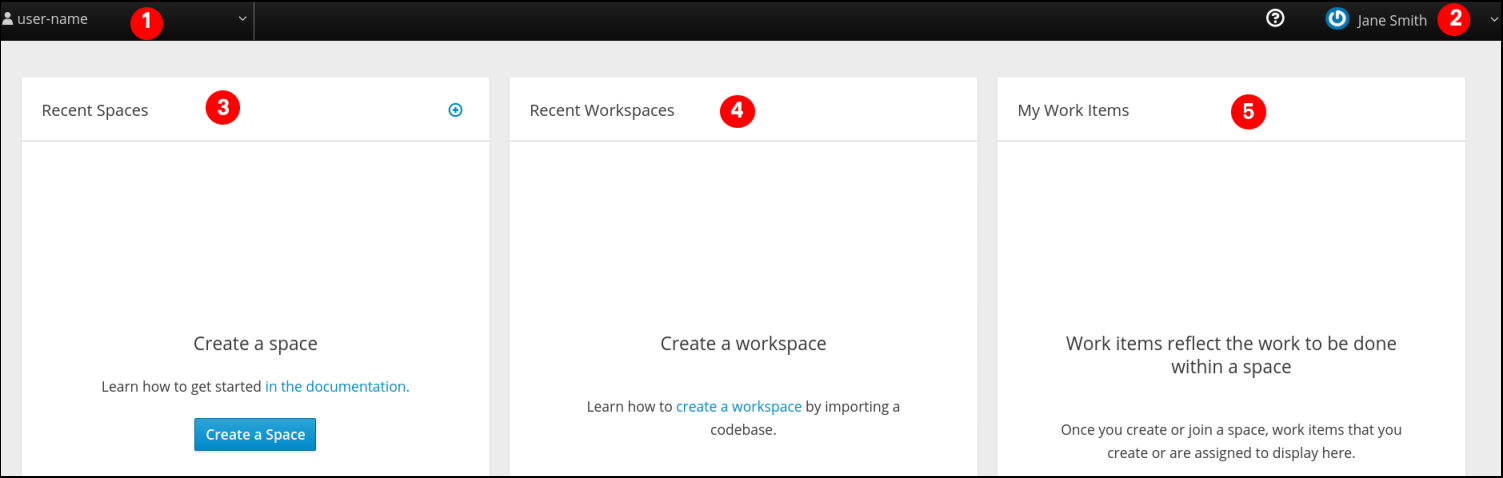 user-name 1
? Jane Smith 2
Recent Spaces 3
Recent Workspaces 4
My Work Items 5
Create a space
Learn how to get started in the documentation.
Create a Space
Create a workspace
Learn how to create a workspace by importing a
codebase.
Work items reflect the work to be done
within a space
Once you create or join a space, work items that you
create or are assigned to display here.